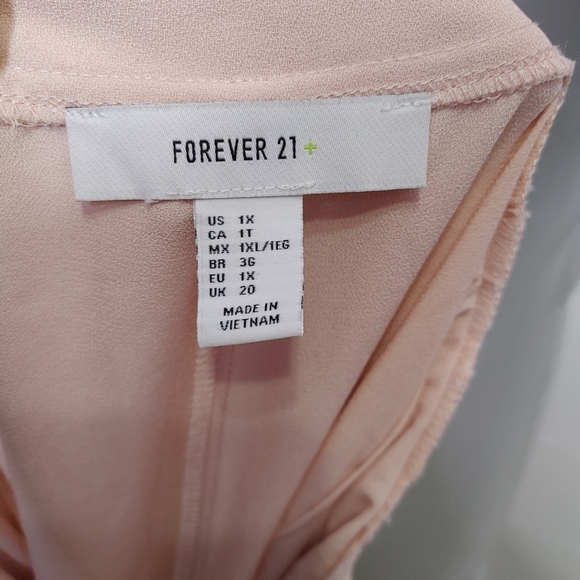 FOREVER 21+
US 1X
CA 1T
MX 1XL/1EG
BR 3G
EU 1X
UK 20
MADE IN
VIETNAM